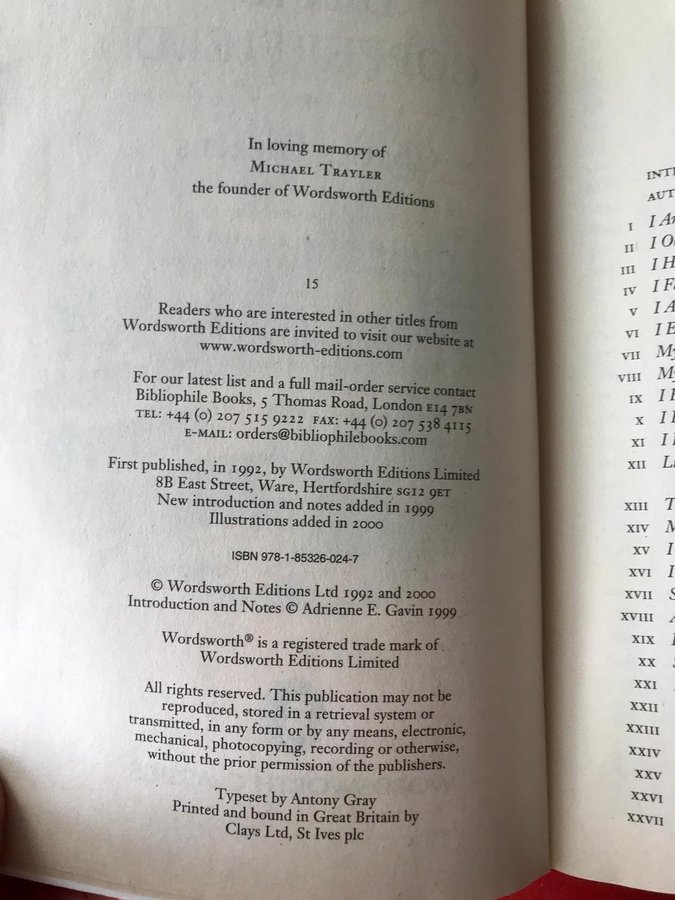 In loving memory of
MICHAEL TRAYLER
the founder of Wordsworth Editions
15
Readers who are interested in other titles from
Wordsworth Editions are invited to visit our website at
www.wordsworth-editions.com
For our latest list and a full mail-order service contact
Bibliophile Books, 5 Thomas Road, London E14 7BN
TEL: +44 (0) 207 515 9222 FAX: +44 (0) 207 538 4115
E-MAIL: orders@bibliophilebooks.com
First published, in 1992, by Wordsworth Editions Limited
8B East Street, Ware, Hertfordshire SG12 9ET
New introduction and notes added in 1999
Illustrations added in 2000
ISBN 978-1-85326-024-7
© Wordsworth Editions Ltd 1992 and 2000
Introduction and Notes © Adrienne E. Gavin 1999
Wordsworth® is a registered trade mark of
Wordsworth Editions Limited
All rights reserved. This publication may not be
reproduced, stored in a retrieval system or
transmitted, in any form or by any means, electronic,
mechanical, photocopying, recording or otherwise,
without the prior permission of the publishers.
Typeset by Antony Gray
Printed and bound in Great Britain by
Clays Ltd, St Ives plc
I I
II I
III I
IV I
V I
VI I
VII My
VIII
IX I
X I
XI I
XII
XIII
XIV
XV I
XVI
XVII
XVIII
XIX
XX
XXI
XXII
XXIII
XXIV
XXV
XXVI
XXVII